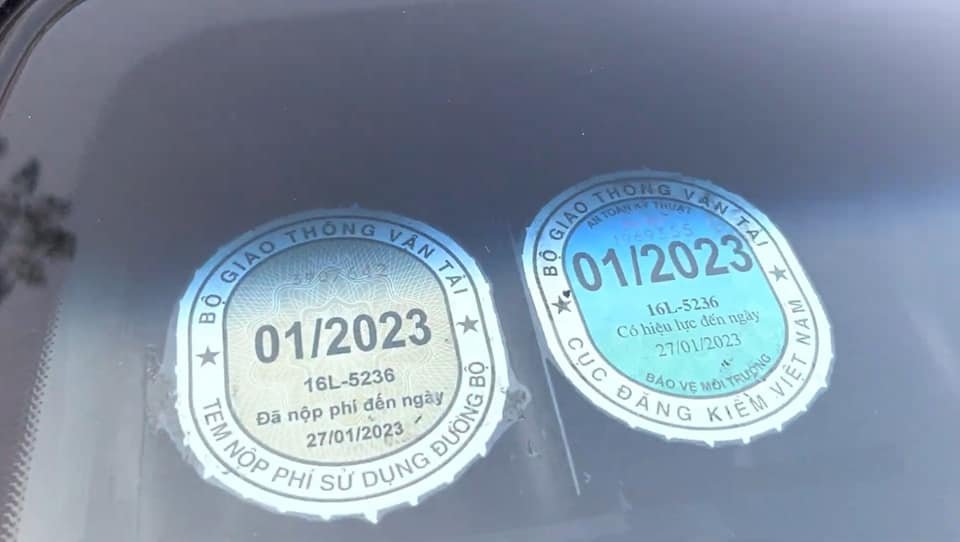 BỘ GIAO THÔNG VẬN TẢI
01/2023
16L-5236
Đã nộp phí đến ngày
27/01/2023
TEM NỘP PHÍ SỬ DỤNG ĐƯỜNG BỘ
BỘ GIAO THÔNG VẬN TẢI
AN TOÀN KỸ THUẬT
01/2023
16L-5236
Có hiệu lực đến ngày
27/01/2023
BẢO VỆ MÔI TRƯỜNG
CỤC ĐĂNG KIỂM VIỆT NAM